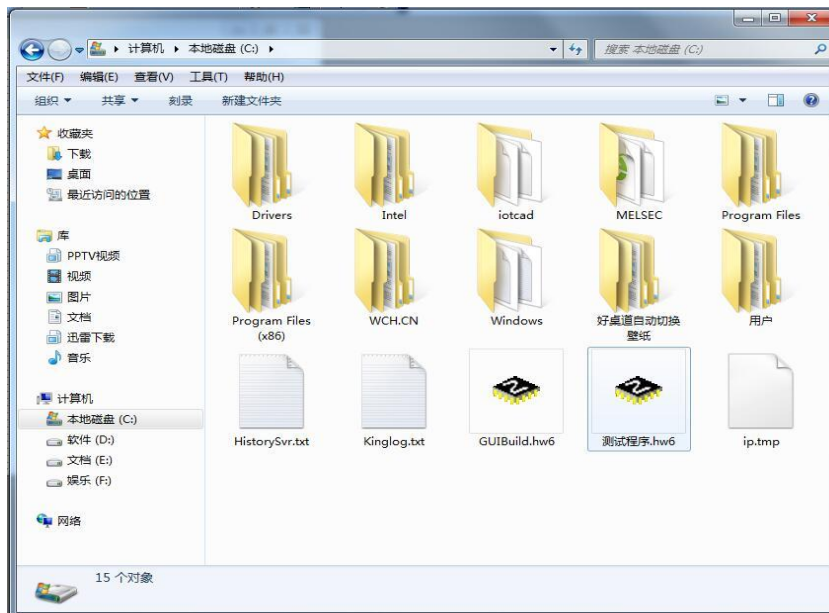 计算机 本地磁盘 (C:)
搜索 本地磁盘 (C:)
文件(F) 编辑(E) 查看(V) 工具(T) 帮助(H)
组织 共享 刻录 新建文件夹
收藏夹
下载
桌面
最近访问的位置
库
PPTV视频
视频
图片
文档
迅雷下载
音乐
计算机
本地磁盘 (C:)
软件 (D:)
文档 (E:)
娱乐 (F:)
网络
Drivers Intel iotcad MELSEC Program Files
Program Files WCH.CN Windows 好桌道自动切换 用户
(x86) 壁纸
HistorySvr.txt Kinglog.txt GUIBuild.hw6 测试程序.hw6 ip.tmp
15 个对象